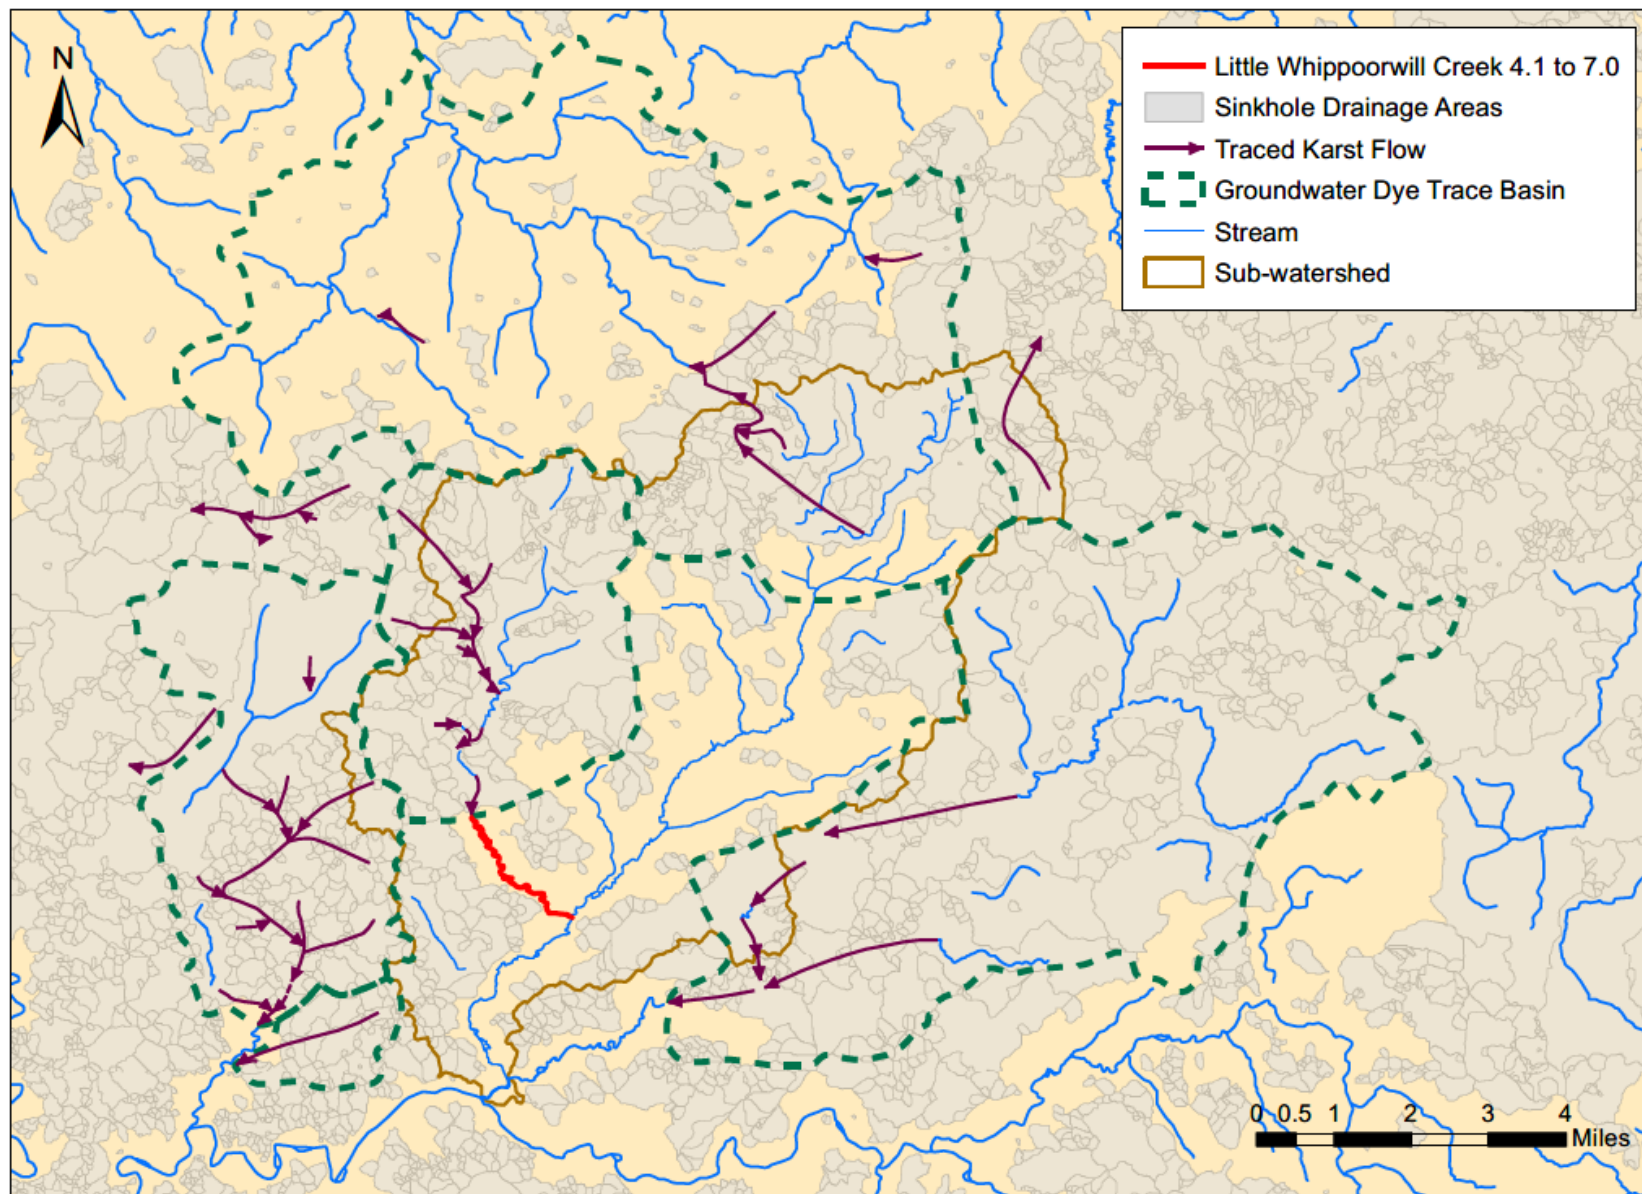 N
Little Whippoorwill Creek 4.1 to 7.0
Sinkhole Drainage Areas
Traced Karst Flow
Groundwater Dye Trace Basin
Stream
Sub-watershed
0 0.5 1 2 3 4
Miles